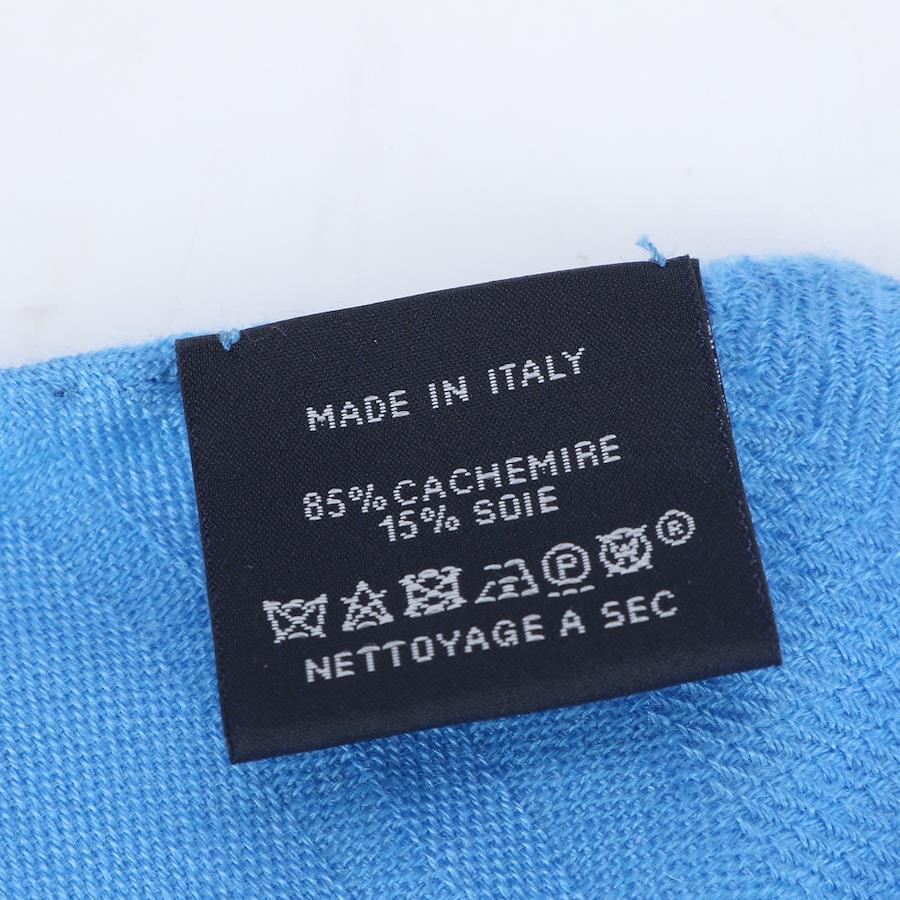 MADE IN ITALY
85% CACHEMIRE
15% SOIE
P W ®
NETTOYAGE A SEC